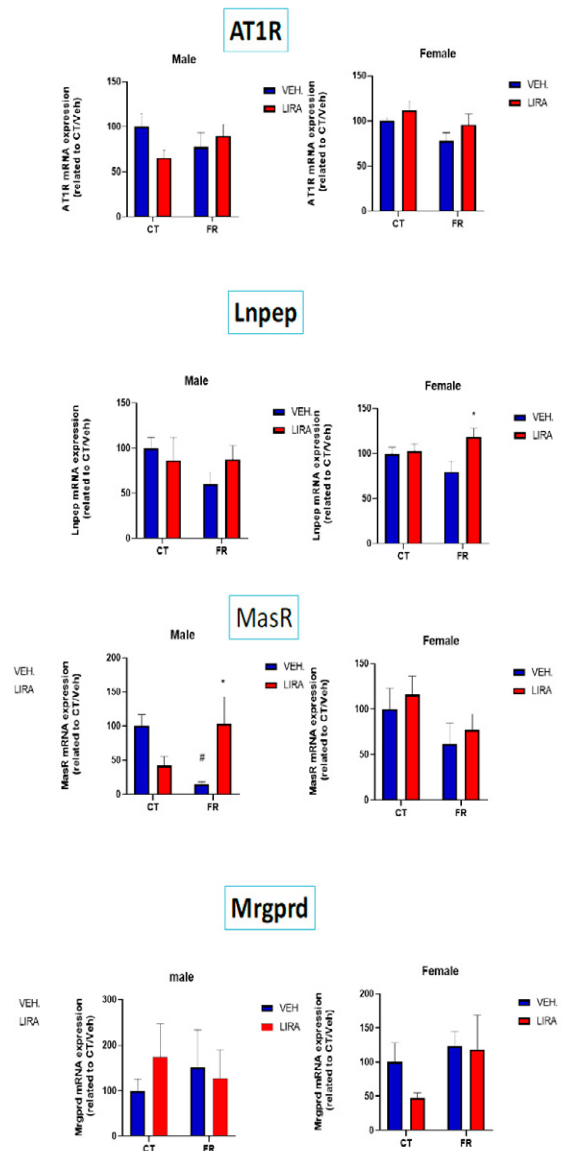 AT1R
Male
AT1R mRNA expression
(related to CT/Veh)
150
100
50
0
CT
FR
VEH.
LIRA
Female
AT1R mRNA expression
(related to CT/Veh)
150
100
50
0
CT
FR
VEH.
LIRA
Lnpep
Male
Lnpep mRNA expression
(related to CT/Veh)
150
100
50
0
CT
FR
VEH.
LIRA
Female
Lnpep mRNA expression
(related to CT/Veh)
150
100
50
0
*
CT
FR
VEH.
LIRA
MasR
VEH.
LIRA
Male
MasR mRNA expression
(related to CT/Veh)
200
150
100
50
0
#
*
CT
FR
VEH.
LIRA
Female
MasR mRNA expression
(related to CT/Veh)
150
100
50
0
CT
FR
VEH.
LIRA
Mrgprd
VEH.
LIRA
male
Mrgprd mRNA expression
(related to CT/Veh)
300
200
100
0
CT
FR
VEH
LIRA
Female
Mrgprd mRNA expression
(related to CT/Veh)
200
150
100
50
0
CT
FR
VEH.
LIRA